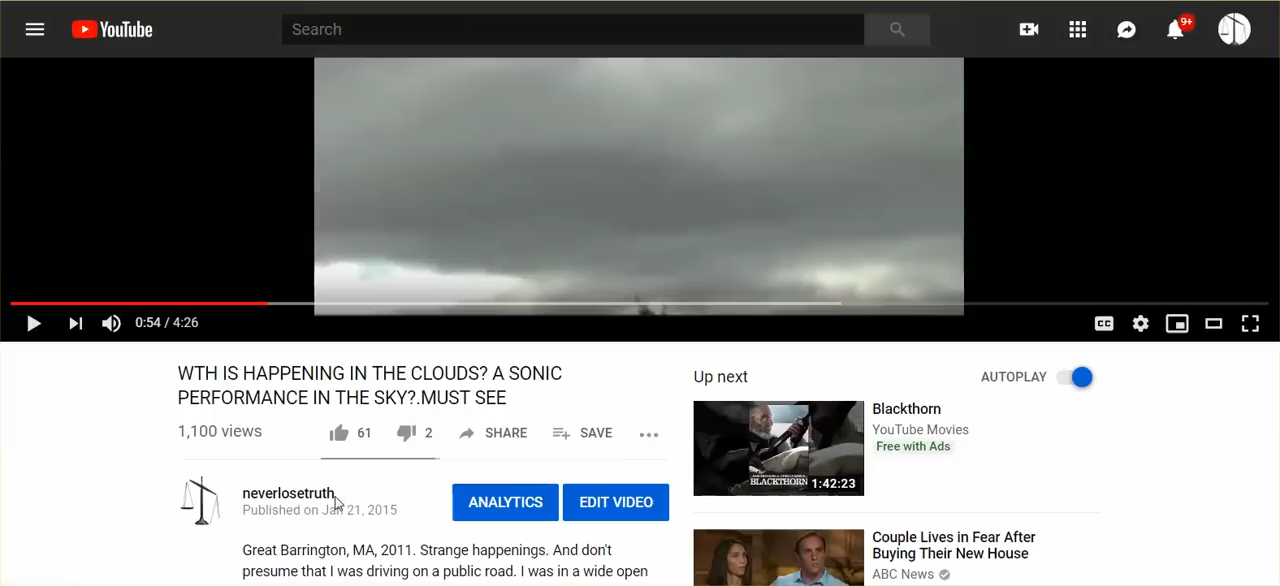 YouTube
Search
9+
0:54 / 4:26
CC
WTH IS HAPPENING IN THE CLOUDS? A SONIC
PERFORMANCE IN THE SKY?.MUST SEE
1,100 views
61
2
SHARE
SAVE
neverlosetruth
Published on Jan 21, 2015
ANALYTICS
EDIT VIDEO
Great Barrington, MA, 2011. Strange happenings. And don't
presume that I was driving on a public road. I was in a wide open
Up next
AUTOPLAY
BLACKTHORN
1:42:23
Blackthorn
YouTube Movies
Free with Ads
Couple Lives in Fear After
Buying Their New House
ABC News